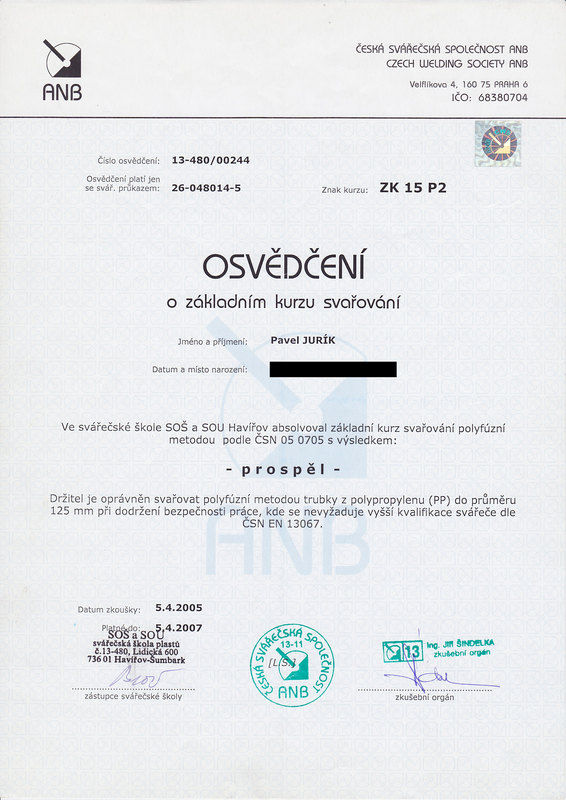 ANB
ČESKÁ SVÁŘEČSKÁ SPOLEČNOST ANB
CZECH WELDING SOCIETY ANB
Velflíkova 4, 160 75 PRAHA 6
IČO: 68380704
Číslo osvědčení: 13-480/00244
Osvědčení platí jen
se svář. průkazem: 26-048014-5
Znak kurzu: ZK 15 P2
OSVĚDČENÍ
o základním kurzu svařování
Jméno a příjmení: Pavel JURÍK
Datum a místo narození:
Ve svářečské škole SOŠ a SOU Havířov absolvoval základní kurz svařování polyfúzní
metodou podle ČSN 05 0705 s výsledkem:
- prospěl -
Držitel je oprávněn svařovat polyfúzní metodou trubky z polypropylenu (PP) do průměru
125 mm při dodržení bezpečnosti práce, kde se nevyžaduje vyšší kvalifikace svářeče dle
ČSN EN 13067.
ANB
Datum zkoušky: 5.4.2005
Platné do: 5.4.2007
SOŠ a SOU
svářečská škola plastů
č.13-480, Lidická 600
736 01 Havířov-Šumbark
zástupce svářečské školy
ČESKÁ SVÁŘEČSKÁ SPOLEČNOST
13-11
[L/S]
ANB
13
Ing. Jiří ŠINDELKA
zkušební orgán
zkušební orgán